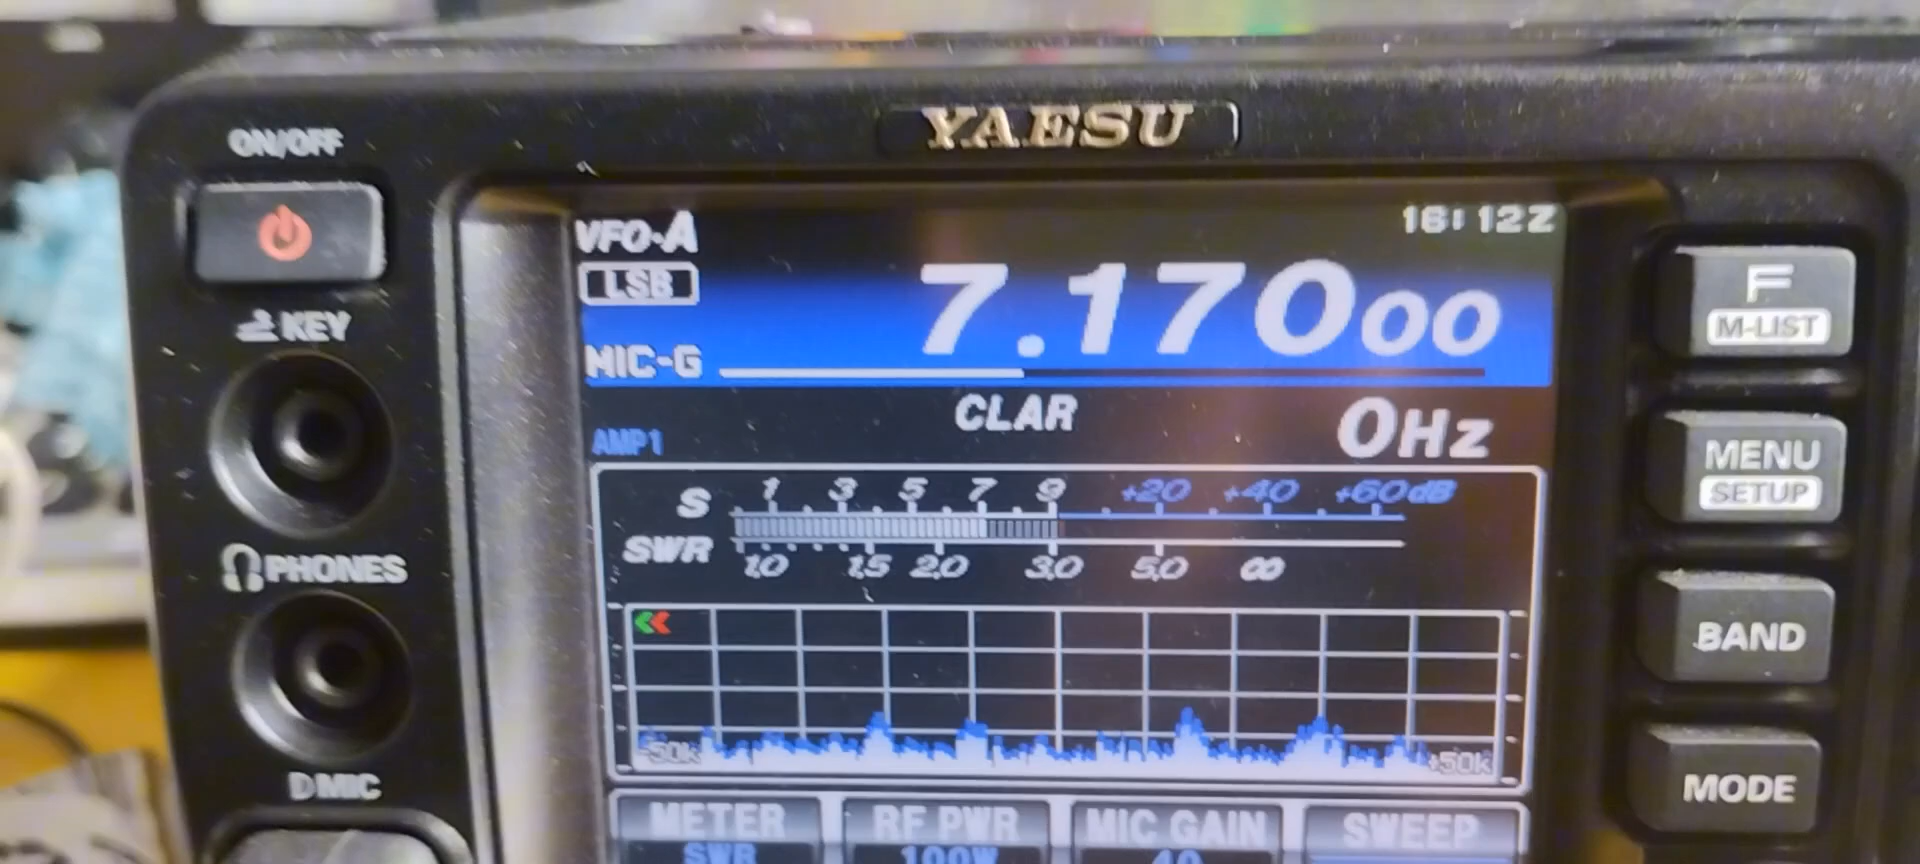 YAESU
ON/OFF
VFO-A
16:12Z
LSB
7.17000
F
M-LIST
KEY
MIC-G
CLAR
0Hz
AMP1
MENU
SETUP
S 1 3 5 7 9 +20 +40 +60dB
SWR
1.0 1.5 2.0 3.0 5.0 ∞
PHONES
BAND
-50k
+50k
DMIC
MODE
METER RF PWR MIC GAIN SWEEP
SWR 100W 40